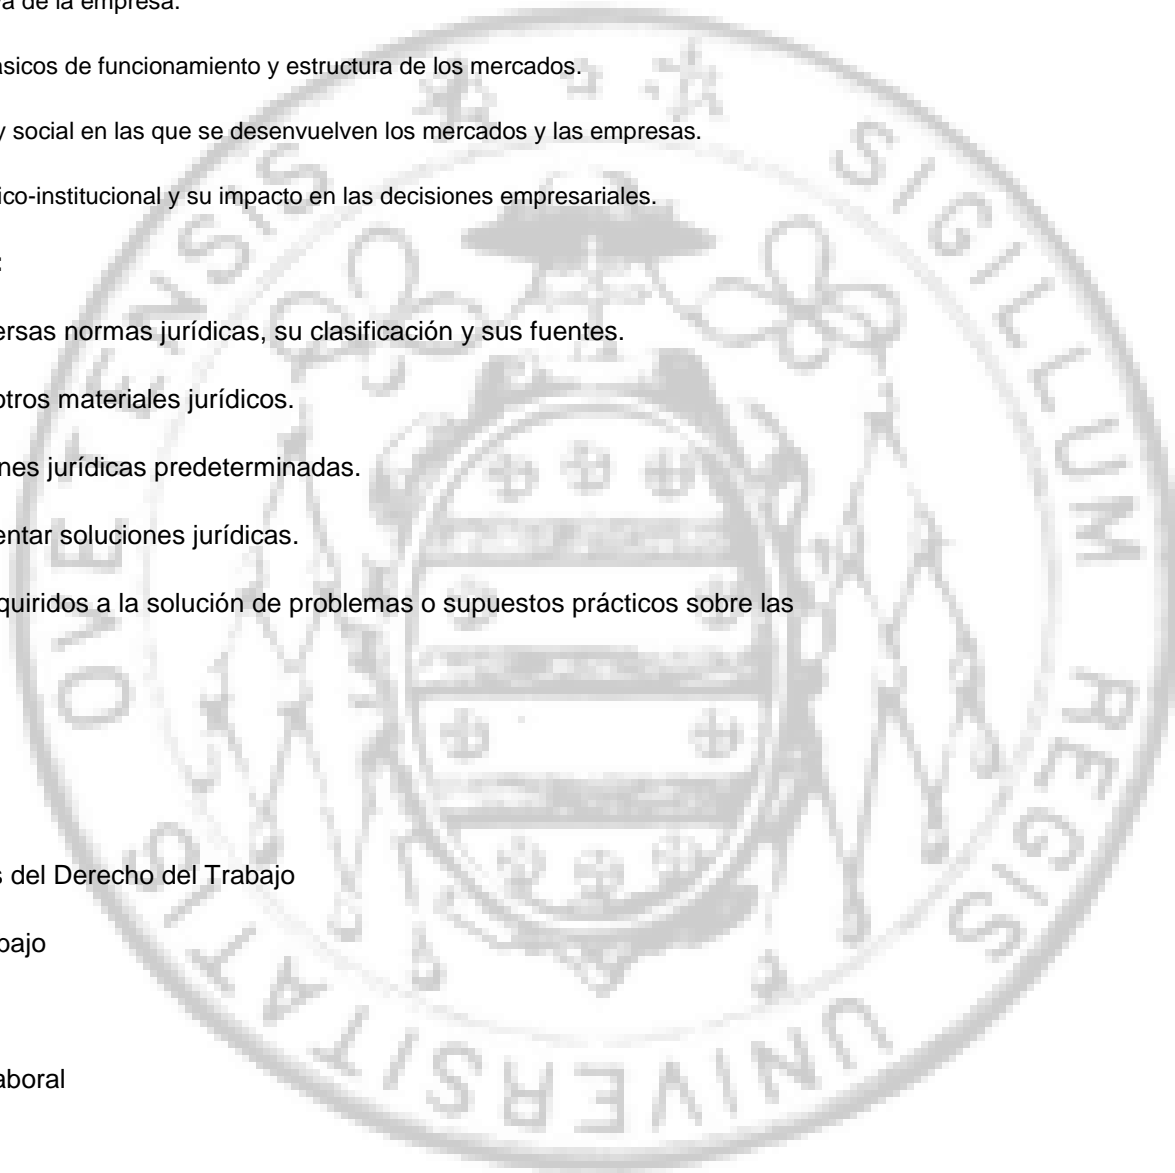 va de la empresa.
ásicos de funcionamiento y estructura de los mercados.
y social en las que se desenvuelven los mercados y las empresas.
ico-institucional y su impacto en las decisiones empresariales.
:
ersas normas jurídicas, su clasificación y sus fuentes.
otros materiales jurídicos.
nes jurídicas predeterminadas.
entar soluciones jurídicas.
quiridos a la solución de problemas o supuestos prácticos sobre las
s del Derecho del Trabajo
bajo
aboral
SIGILLUM REGIS UNIVERSITATIS OVETENSIS